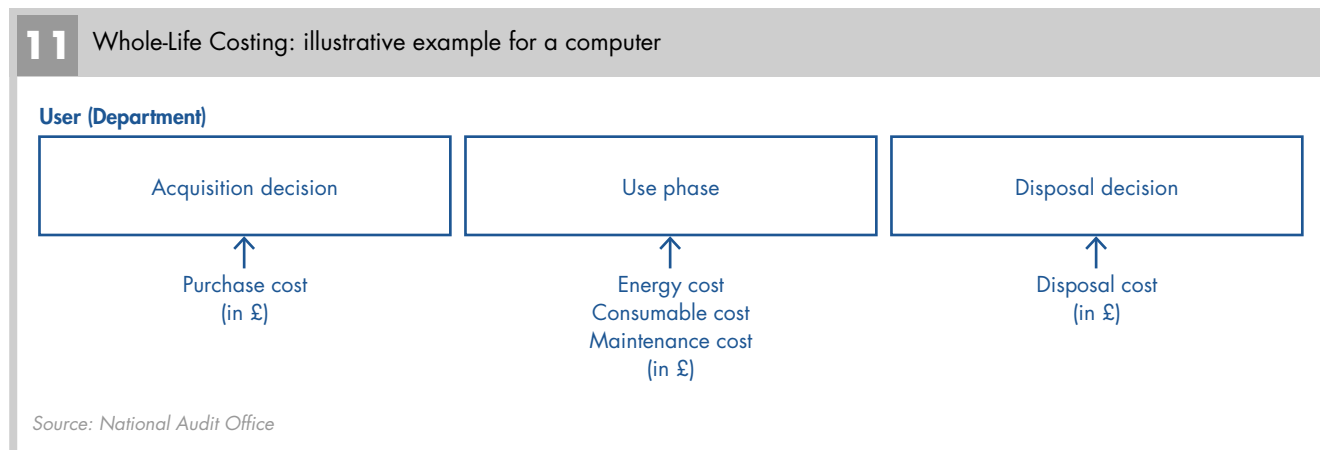 11 Whole-Life Costing: illustrative example for a computer
User (Department)
Acquisition decision
Use phase
Disposal decision
Purchase cost
(in £)
Energy cost
Consumable cost
Maintenance cost
(in £)
Disposal cost
(in £)
Source: National Audit Office